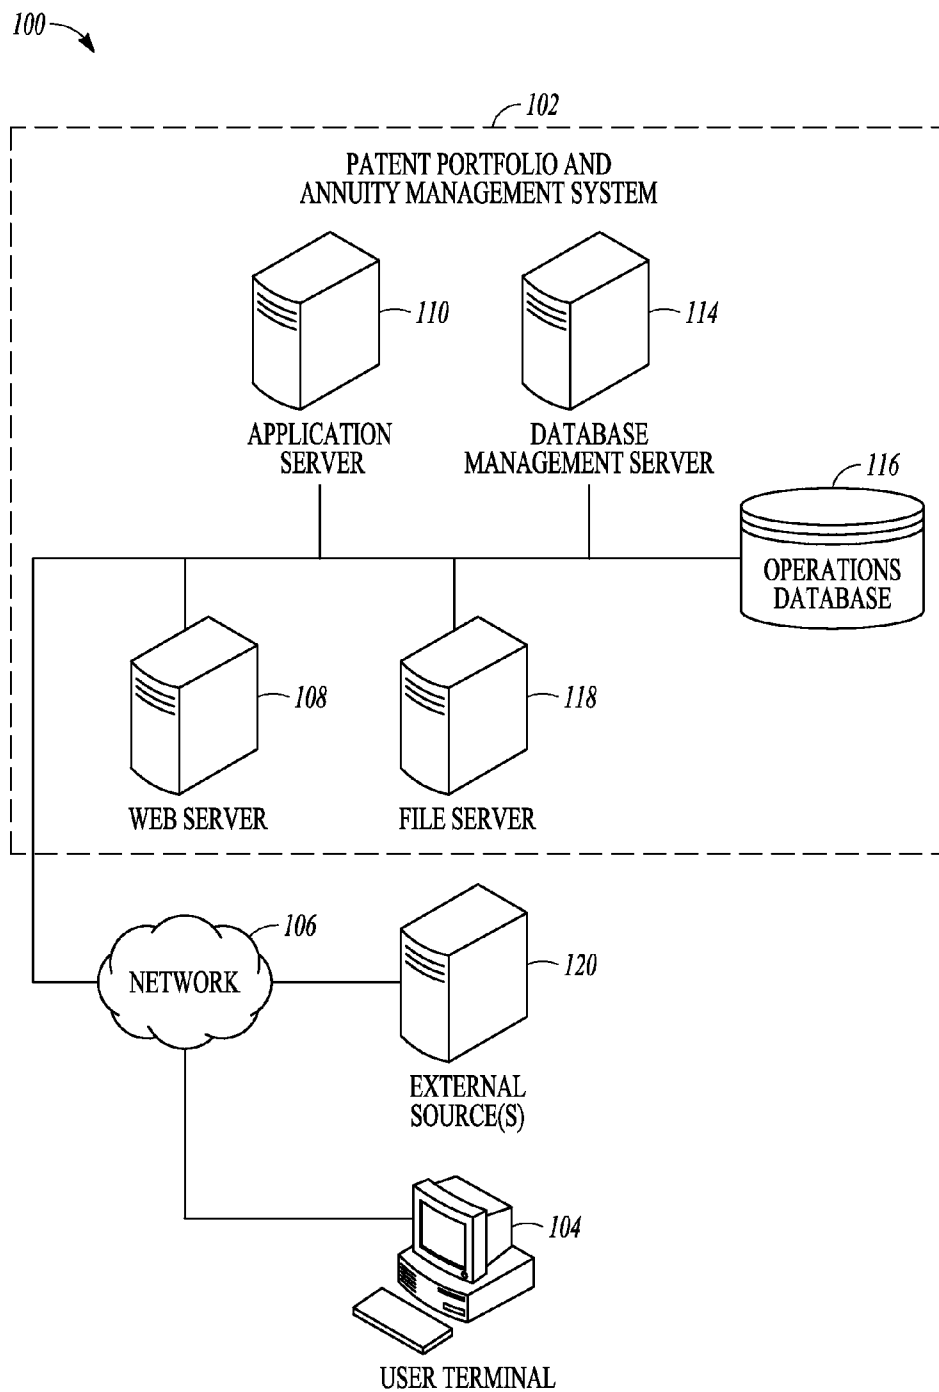 100
102
PATENT PORTFOLIO AND
ANNUITY MANAGEMENT SYSTEM
110
114
APPLICATION
SERVER
DATABASE
MANAGEMENT SERVER
116
OPERATIONS
DATABASE
108
118
WEB SERVER
FILE SERVER
106
NETWORK
120
EXTERNAL
SOURCE(S)
104
USER TERMINAL